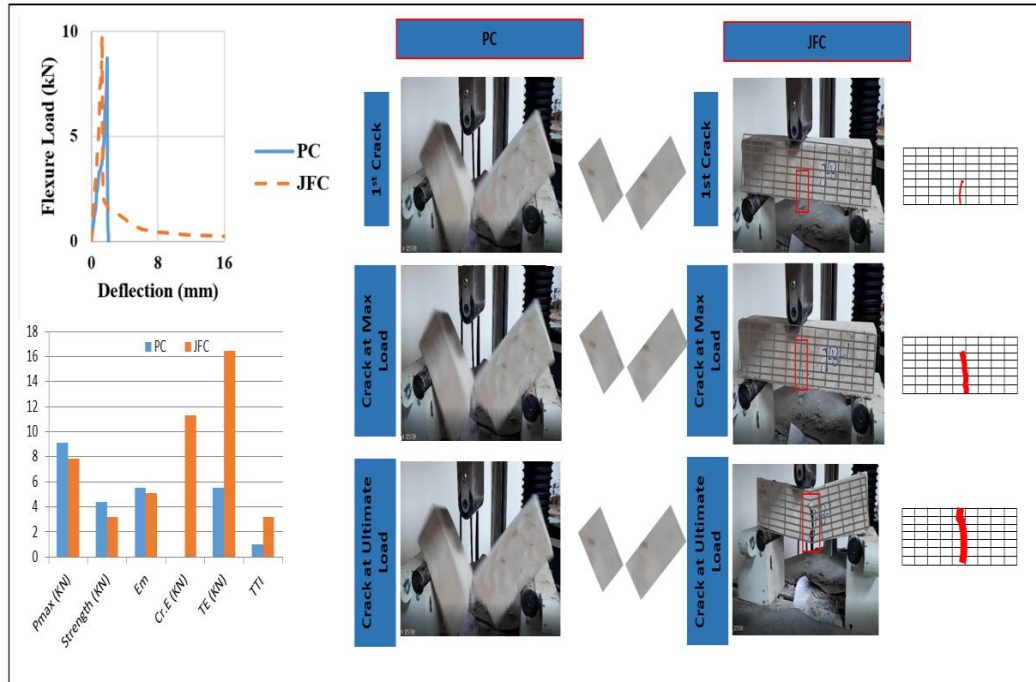 10
5
0
0
8
16
Flexure Load (kN)
Deflection (mm)
PC
JFC
18
16
14
12
10
8
6
4
2
0
PC
JFC
Pmax (KN)
Strength (KN)
Em
Cr.E (KN)
TE (KN)
TTI
PC
JFC
1st Crack
1st Crack
Crack at Max
Load
Crack at Max
Load
Crack at Ultimate
Load
Crack at Ultimate
Load